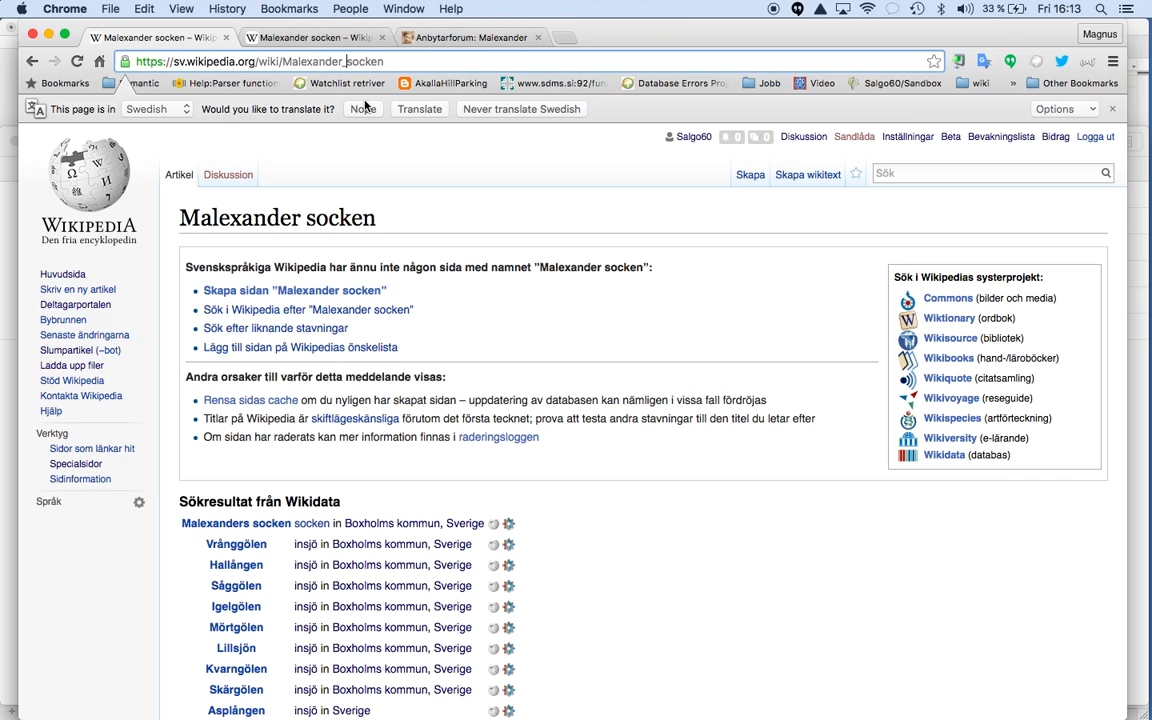 Chrome File Edit View History Bookmarks People Window Help 33 % Fri 16:13
Malexander socken – Wikip × Malexander socken – Wikip × Anbytarforum: Malexander × Magnus
https://sv.wikipedia.org/wiki/Malexander_socken
Bookmarks mantic Help:Parser function Watchlist retriver AkallaHillParking www.sdms.si:92/fun Database Errors Pro Jobb Video Salgo60/Sandbox wiki » Other Bookmarks
This page is in Swedish Would you like to translate it? Nope Translate Never translate Swedish Options ×
Salgo60 0 0 Diskussion Sandlåda Inställningar Beta Bevakningslista Bidrag Logga ut
Artikel Diskussion Skapa Skapa wikitext Sök
WIKIPEDIA
Den fria encyklopedin
Huvudsida
Skriv en ny artikel
Deltagarportalen
Bybrunnen
Senaste ändringarna
Slumpartikel (−bot)
Ladda upp filer
Stöd Wikipedia
Kontakta Wikipedia
Hjälp
Verktyg
Sidor som länkar hit
Specialsidor
Sidinformation
Språk
Malexander socken
Svenskspråkiga Wikipedia har ännu inte någon sida med namnet ”Malexander socken”:
Skapa sidan ”Malexander socken”
Sök i Wikipedia efter "Malexander socken"
Sök efter liknande stavningar
Lägg till sidan på Wikipedias önskelista
Andra orsaker till varför detta meddelande visas:
Rensa sidas cache om du nyligen har skapat sidan – uppdatering av databasen kan nämligen i vissa fall fördröjas
Titlar på Wikipedia är skiftlägeskänsliga förutom det första tecknet; prova att testa andra stavningar till den titel du letar efter
Om sidan har raderats kan mer information finnas i raderingsloggen
Sök i Wikipedias systerprojekt:
Commons (bilder och media)
Wiktionary (ordbok)
Wikisource (bibliotek)
Wikibooks (hand-/läroböcker)
Wikiquote (citatsamling)
Wikivoyage (reseguide)
Wikispecies (artförteckning)
Wikiversity (e-lärande)
Wikidata (databas)
Sökresultat från Wikidata
Malexanders socken socken in Boxholms kommun, Sverige
Vrånggölen insjö in Boxholms kommun, Sverige
Hallången insjö in Boxholms kommun, Sverige
Såggölen insjö in Boxholms kommun, Sverige
Igelgölen insjö in Boxholms kommun, Sverige
Mörtgölen insjö in Boxholms kommun, Sverige
Lillsjön insjö in Boxholms kommun, Sverige
Kvarngölen insjö in Boxholms kommun, Sverige
Skärgölen insjö in Boxholms kommun, Sverige
Asplången insjö in Sverige